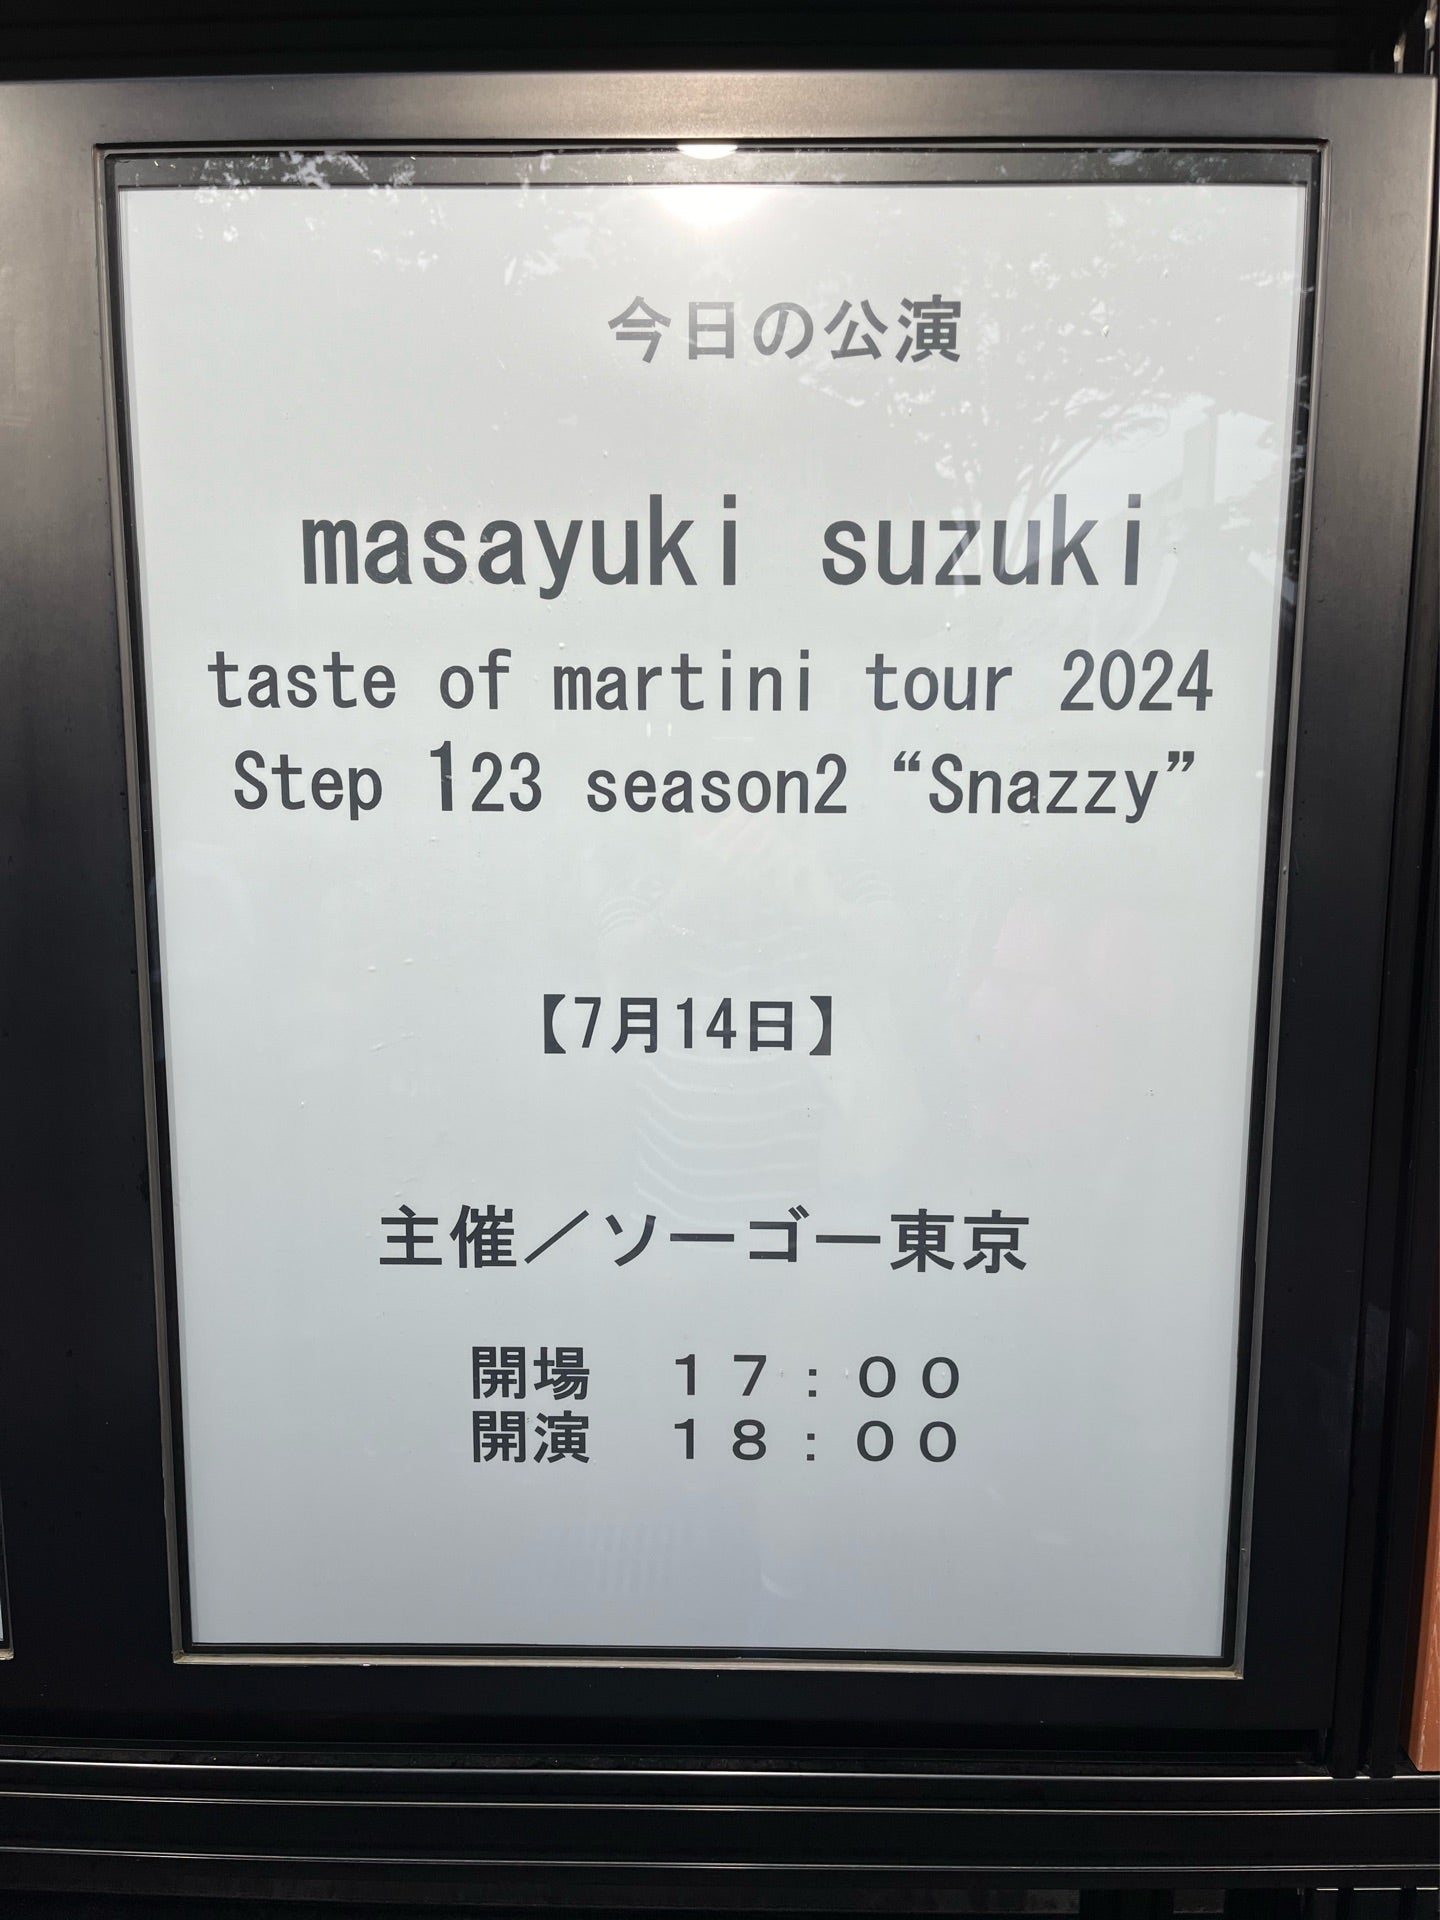 今日の公演
masayuki suzuki
taste of martini tour 2024
Step 123 season2 “Snazzy”
【7月14日】
主催／ソーゴー東京
開場　１７：００
開演　１８：００